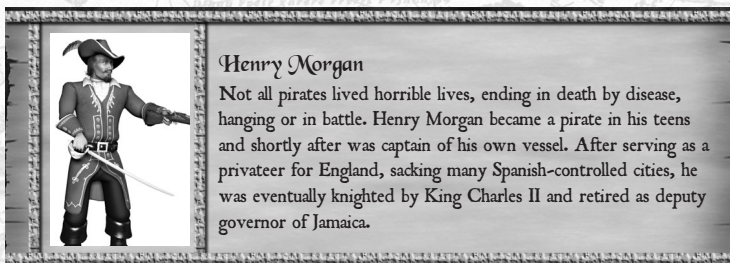 Henry Morgan
Not all pirates lived horrible lives, ending in death by disease,
hanging or in battle. Henry Morgan became a pirate in his teens
and shortly after was captain of his own vessel. After serving as a
privateer for England, sacking many Spanish-controlled cities, he
was eventually knighted by King Charles II and retired as deputy
governor of Jamaica.